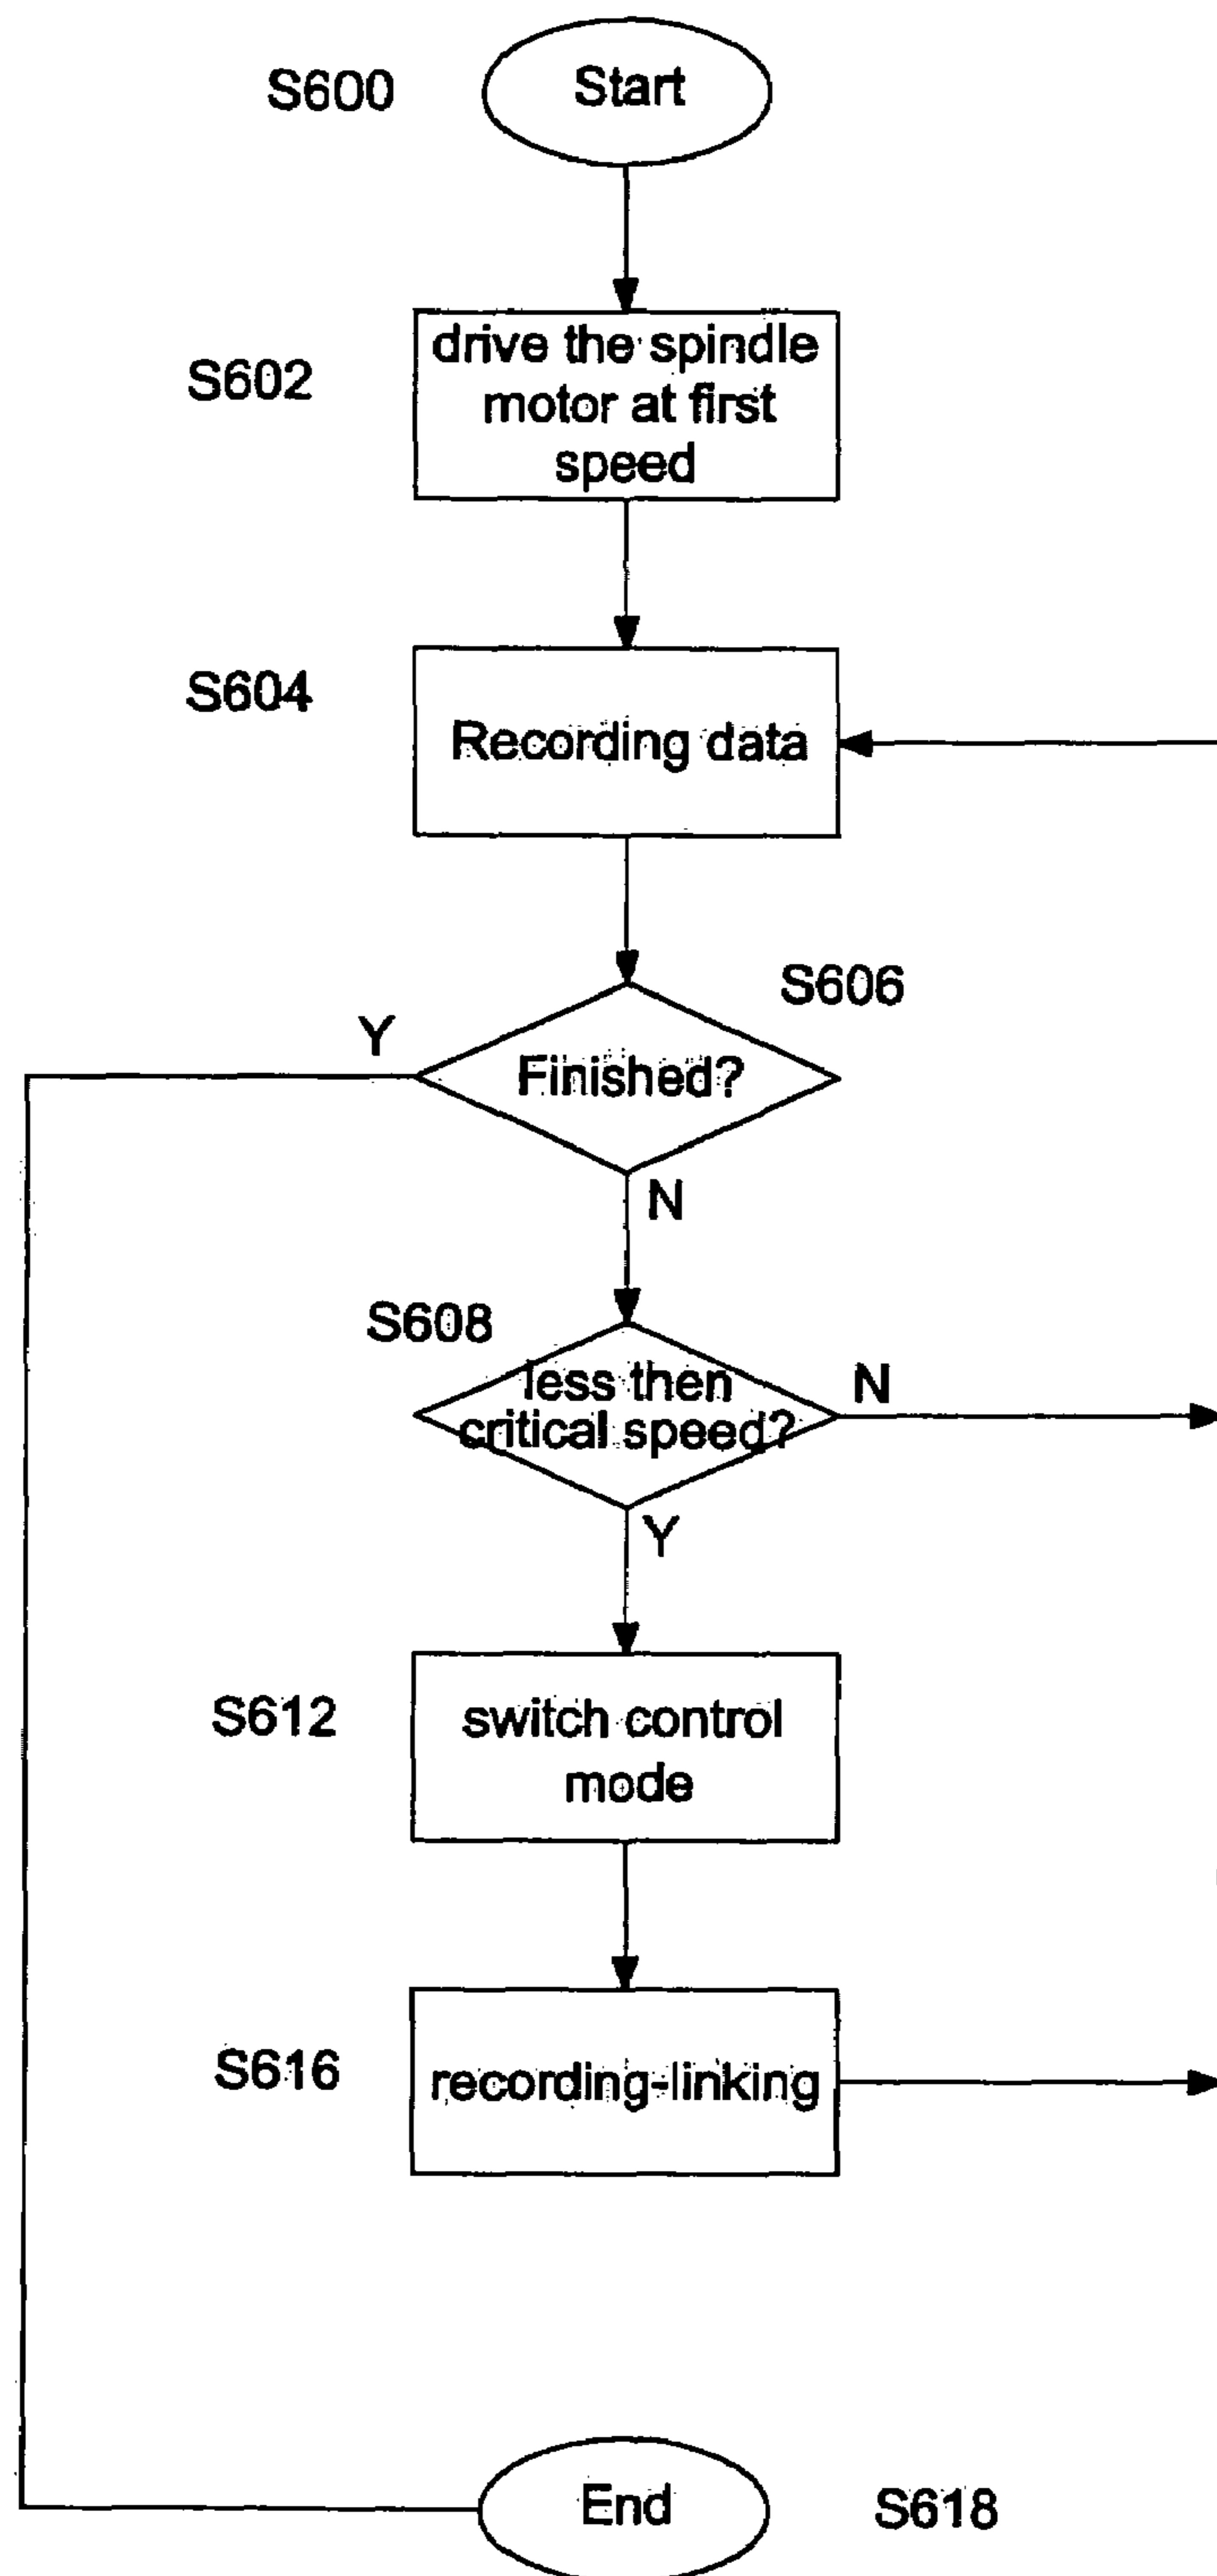 S600
Start
S602
drive the spindle
motor at first
speed
S604
Recording data
S606
Y
Finished?
N
S608
less then
critical speed?
N
Y
S612
switch control
mode
S616
recording-linking
End
S618